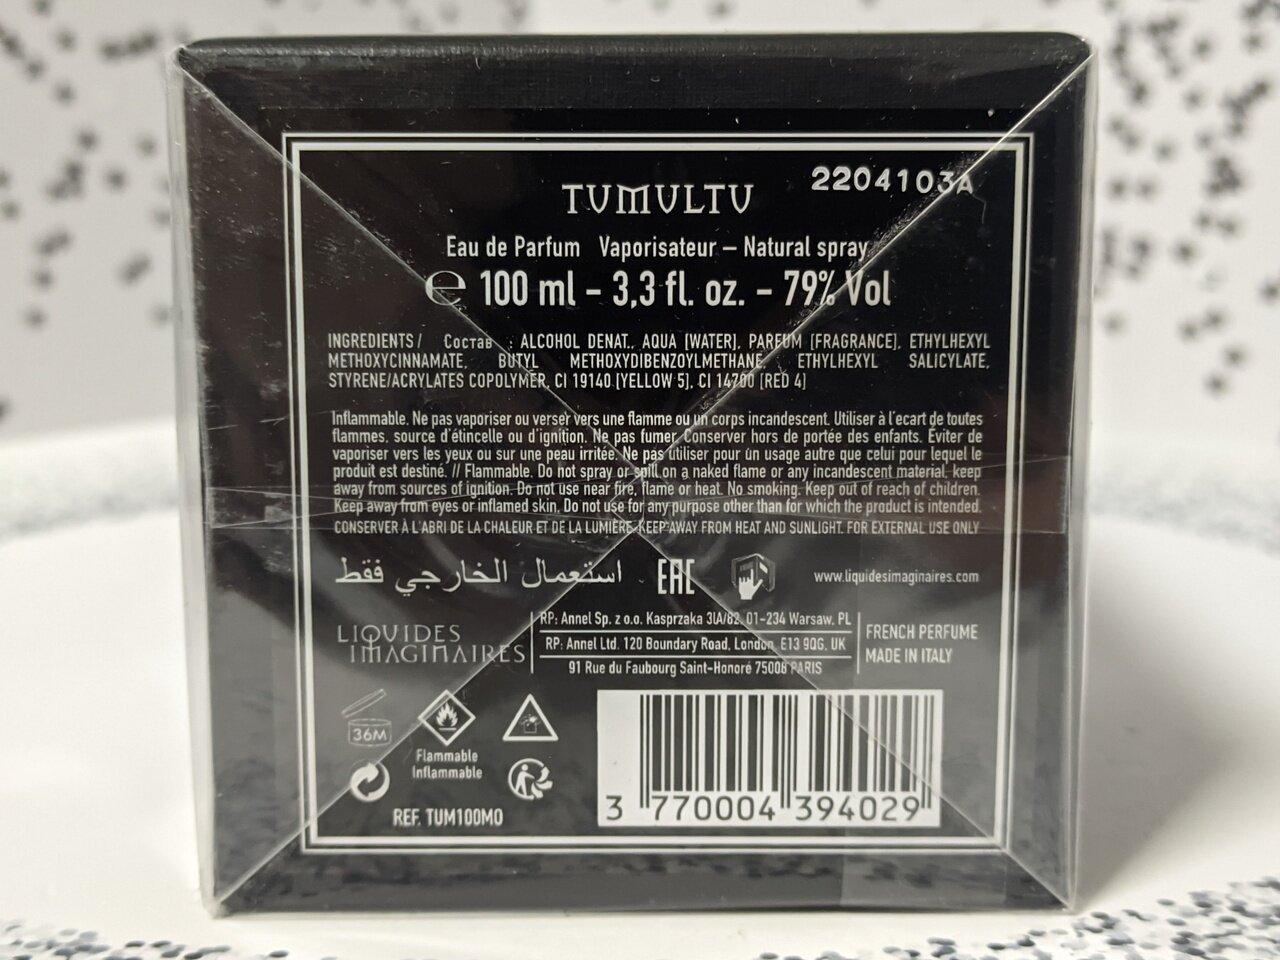 2204103A
TUMULTU
Eau de Parfum Vaporisateur – Natural spray
℮ 100 ml – 3,3 fl. oz. – 79% Vol
INGREDIENTS / Состав : ALCOHOL DENAT., AQUA [WATER], PARFUM [FRAGRANCE], ETHYLHEXYL
METHOXYCINNAMATE, BUTYL METHOXYDIBENZOYLMETHANE, ETHYLHEXYL SALICYLATE,
STYRENE/ACRYLATES COPOLYMER, CI 19140 [YELLOW 5], CI 14700 [RED 4]
Inflammable. Ne pas vaporiser ou verser vers une flamme ou un corps incandescent. Utiliser à l'ecart de toutes
flammes, source d'étincelle ou d'ignition. Ne pas fumer. Conserver hors de portée des enfants. Éviter de
vaporiser vers les yeux ou sur une peau irritée. Ne pas utiliser pour un usage autre que celui pour lequel le
produit est destiné. // Flammable. Do not spray or spill on a naked flame or any incandescent material, keep
away from sources of ignition. Do not use near fire, flame or heat. No smoking. Keep out of reach of children.
Keep away from eyes or inflamed skin. Do not use for any purpose other than for which the product is intended.
CONSERVER À L'ABRI DE LA CHALEUR ET DE LA LUMIÈRE. KEEP AWAY FROM HEAT AND SUNLIGHT. FOR EXTERNAL USE ONLY
استعمال الخارجي فقط
EAC
www.liquidesimaginaires.com
LIQUIDES
IMAGINAIRES
RP: Annel Sp. z o.o. Kasprzaka 31A/82, 01-234 Warsaw, PL
RP: Annel Ltd. 120 Boundary Road, London, E13 9QG, UK
91 Rue du Faubourg Saint-Honoré 75008 PARIS
FRENCH PERFUME
MADE IN ITALY
36M
Flammable
Inflammable
REF. TUM100MO
3 770004 394029